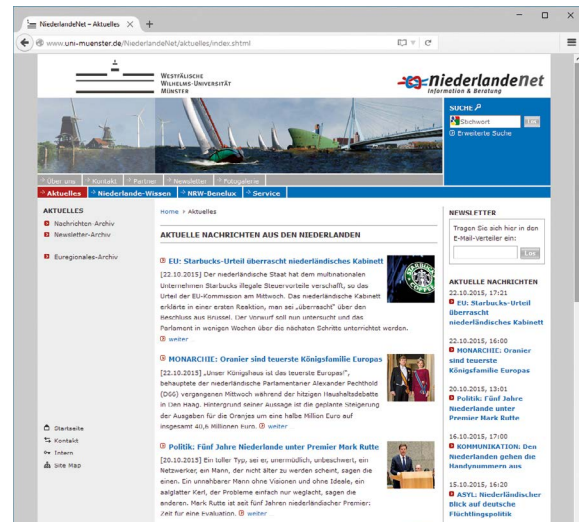 NiederlandeNet – Aktuelles
www.uni-muenster.de/NiederlandeNet/aktuelles/index.shtml
WESTFÄLISCHE
WILHELMS-UNIVERSITÄT
MÜNSTER
NiederlandeNet
Information & Beratung
SUCHE
Stichwort
Los
Erweiterte Suche
Über uns
Kontakt
Partner
Newsletter
Fotogalerie
Aktuelles
Niederlande-Wissen
NRW-Benelux
Service
AKTUELLES
Nachrichten-Archiv
Newsletter-Archiv
Euregionales-Archiv
Startseite
Kontakt
Intern
Site Map
Home > Aktuelles
AKTUELLE NACHRICHTEN AUS DEN NIEDERLANDEN
EU: Starbucks-Urteil überrascht niederländisches Kabinett
[22.10.2015] Der niederländische Staat hat dem multinationalen
Unternehmen Starbucks illegale Steuervorteile verschafft, so das
Urteil der EU-Kommission am Mittwoch. Das niederländische Kabinett
erklärte in einer ersten Reaktion, man sei „überrascht" über den
Beschluss aus Brüssel. Der Vorwurf soll nun untersucht und das
Parlament in wenigen Wochen über die nächsten Schritte unterrichtet werden.
weiter
MONARCHIE: Oranier sind teuerste Königsfamilie Europas
[22.10.2015] „Unser Königshaus ist das teuerste Europas!",
behauptete der niederländische Parlamentarier Alexander Pechthold
(D66) vergangenen Mittwoch während der hitzigen Haushaltsdebatte
in Den Haag. Hintergrund seiner Aussage ist die geplante Steigerung
der Ausgaben für die Oranjes um eine halbe Million Euro auf
insgesamt 40,6 Millionen Euro. weiter
Politik: Fünf Jahre Niederlande unter Premier Mark Rutte
[20.10.2015] Ein toller Typ, sei er, unermüdlich, unbeschwert, ein
Netzwerker, ein Mann, der nicht älter zu werden scheint, sagen die
einen. Ein unnahbarer Mann ohne Visionen und ohne Ideale, ein
aalglatter Kerl, der Probleme einfach nur weglacht, sagen die
anderen. Mark Rutte ist seit fünf Jahren niederländischer Premier:
Zeit für eine Evaluation. weiter
NEWSLETTER
Tragen Sie sich hier in den
E-Mail-Verteiler ein:
Los
AKTUELLE NACHRICHTEN
22.10.2015, 17:21
EU: Starbucks-Urteil
überrascht
niederländisches Kabinett
22.10.2015, 16:00
MONARCHIE: Oranier
sind teuerste
Königsfamilie Europas
20.10.2015, 13:01
Politik: Fünf Jahre
Niederlande unter
Premier Mark Rutte
16.10.2015, 17:00
KOMMUNIKATION: Den
Niederlanden gehen die
Handynummern aus
15.10.2015, 16:20
ASYL: Niederländischer
Blick auf deutsche
Flüchtlingspolitik